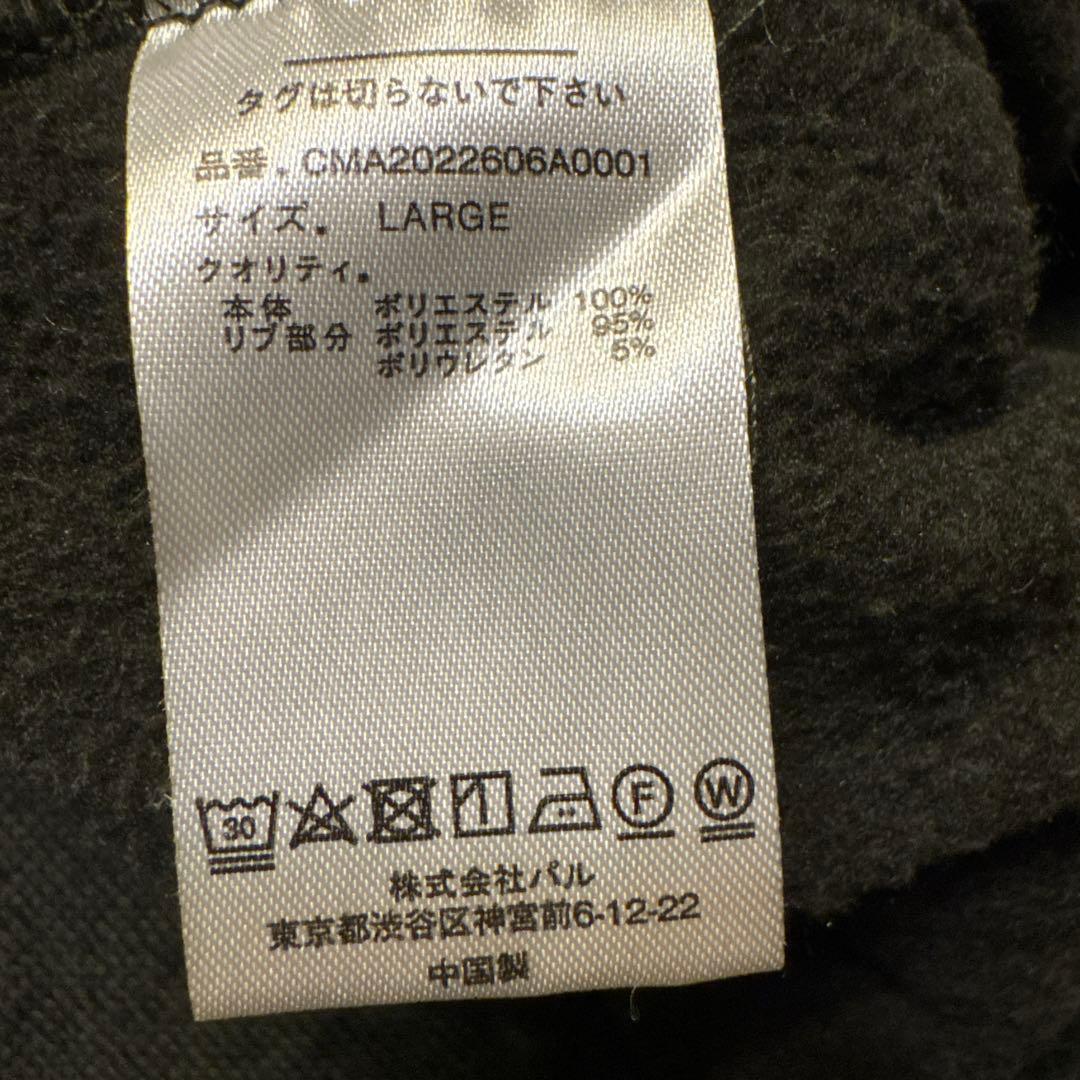 タグは切らないで下さい
品番. CMA2022606A0001
サイズ. LARGE
クオリティ.
本体 ポリエステル 100%
リブ部分 ポリエステル 95%
ポリウレタン 5%
30 F W
株式会社パル
東京都渋谷区神宮前6-12-22
中国製